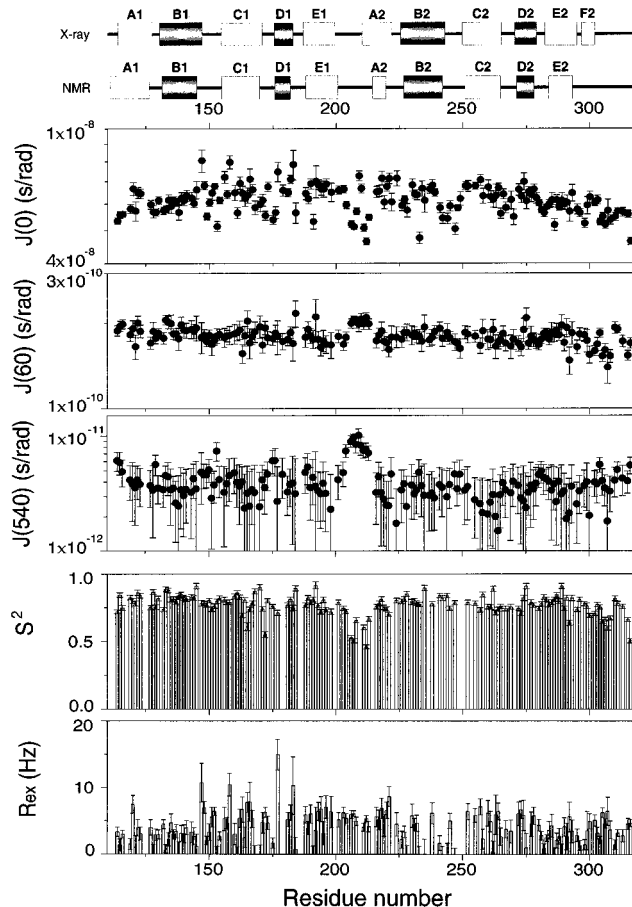 A1 B1 C1 D1 E1 A2 B2 C2 D2 E2 F2
X-ray
A1 B1 C1 D1 E1 A2 B2 C2 D2 E2
NMR
150 200 250 300
1x10⁻⁸
J(0) (s/rad)
4x10⁻⁸
3x10⁻¹⁰
J(60) (s/rad)
1x10⁻¹⁰
1x10⁻¹¹
J(540) (s/rad)
1x10⁻¹²
1.0
S²
0.5
0.0
20
Rex (Hz)
10
0
150 200 250 300
Residue number